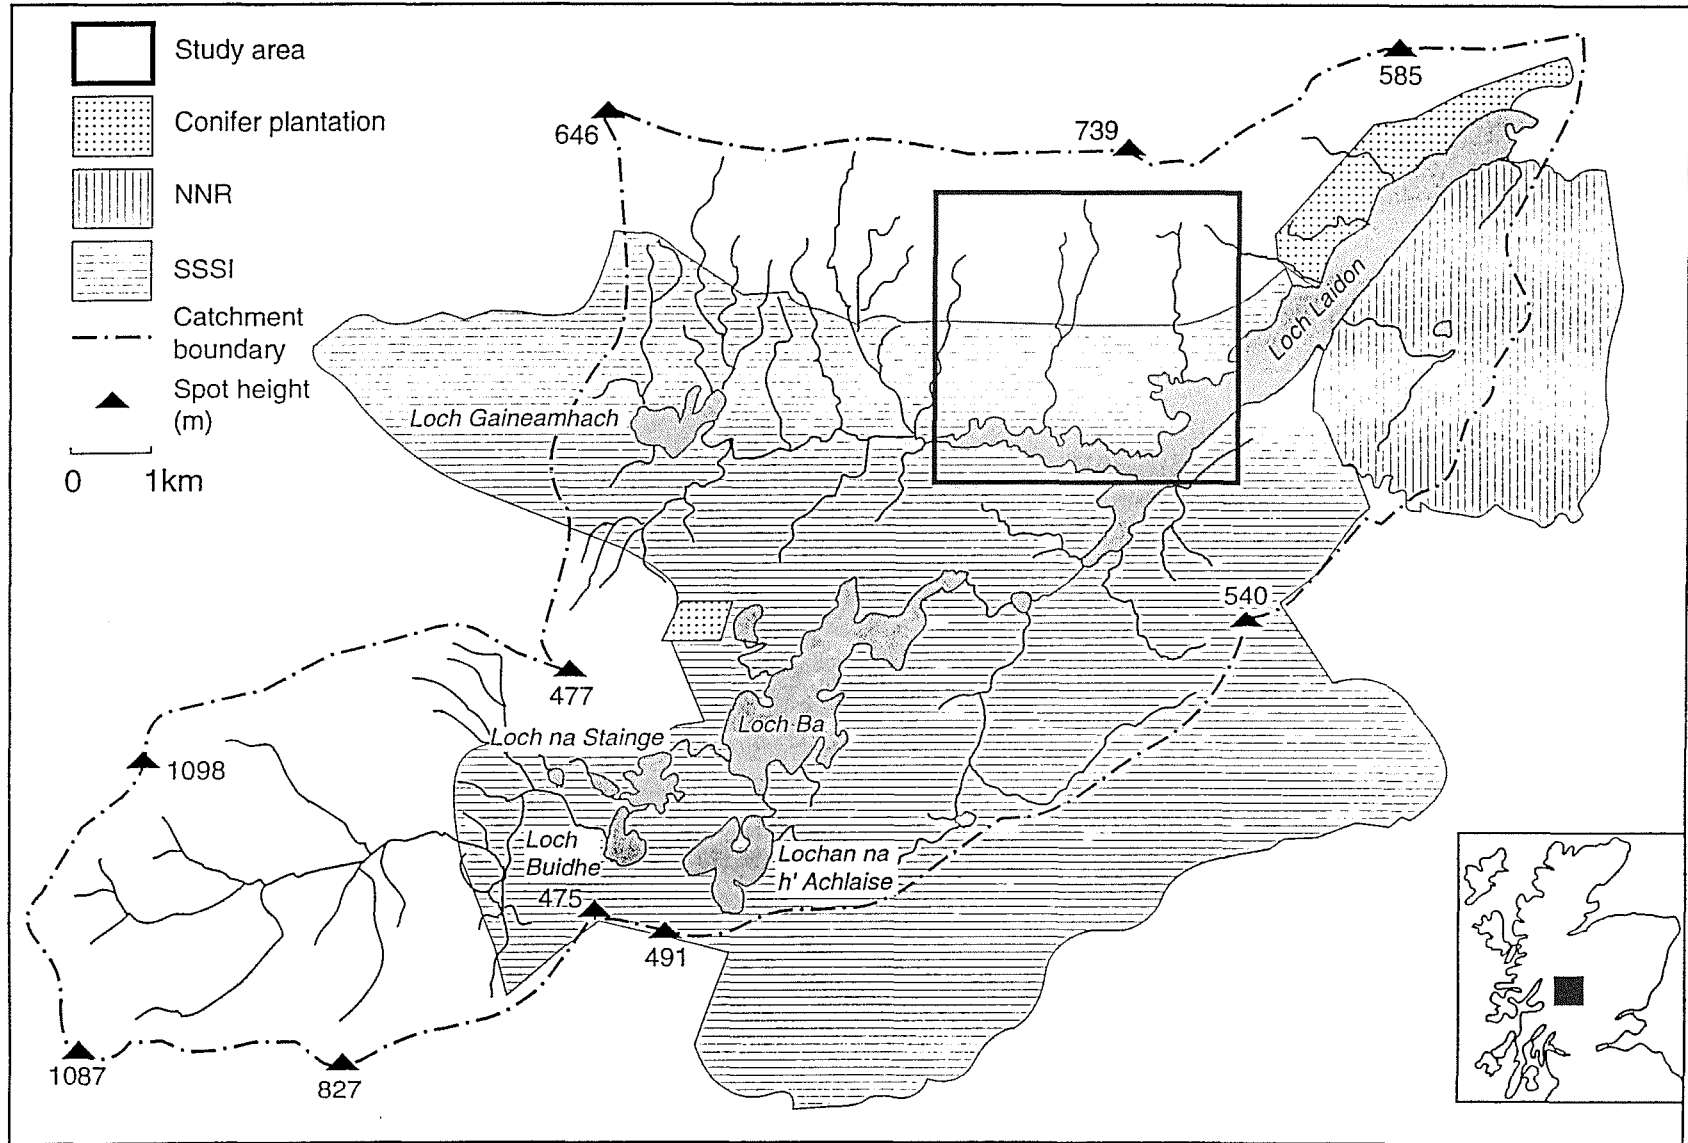 Study area
Conifer plantation
NNR
SSSI
Catchment
boundary
Spot height
(m)
0 1km
585
646
739
Loch Laidon
Loch Gaineamhach
540
477
Loch na Stainge
Loch Ba
1098
Loch
Buidhe
Lochan na
h' Achlaise
475
491
1087
827